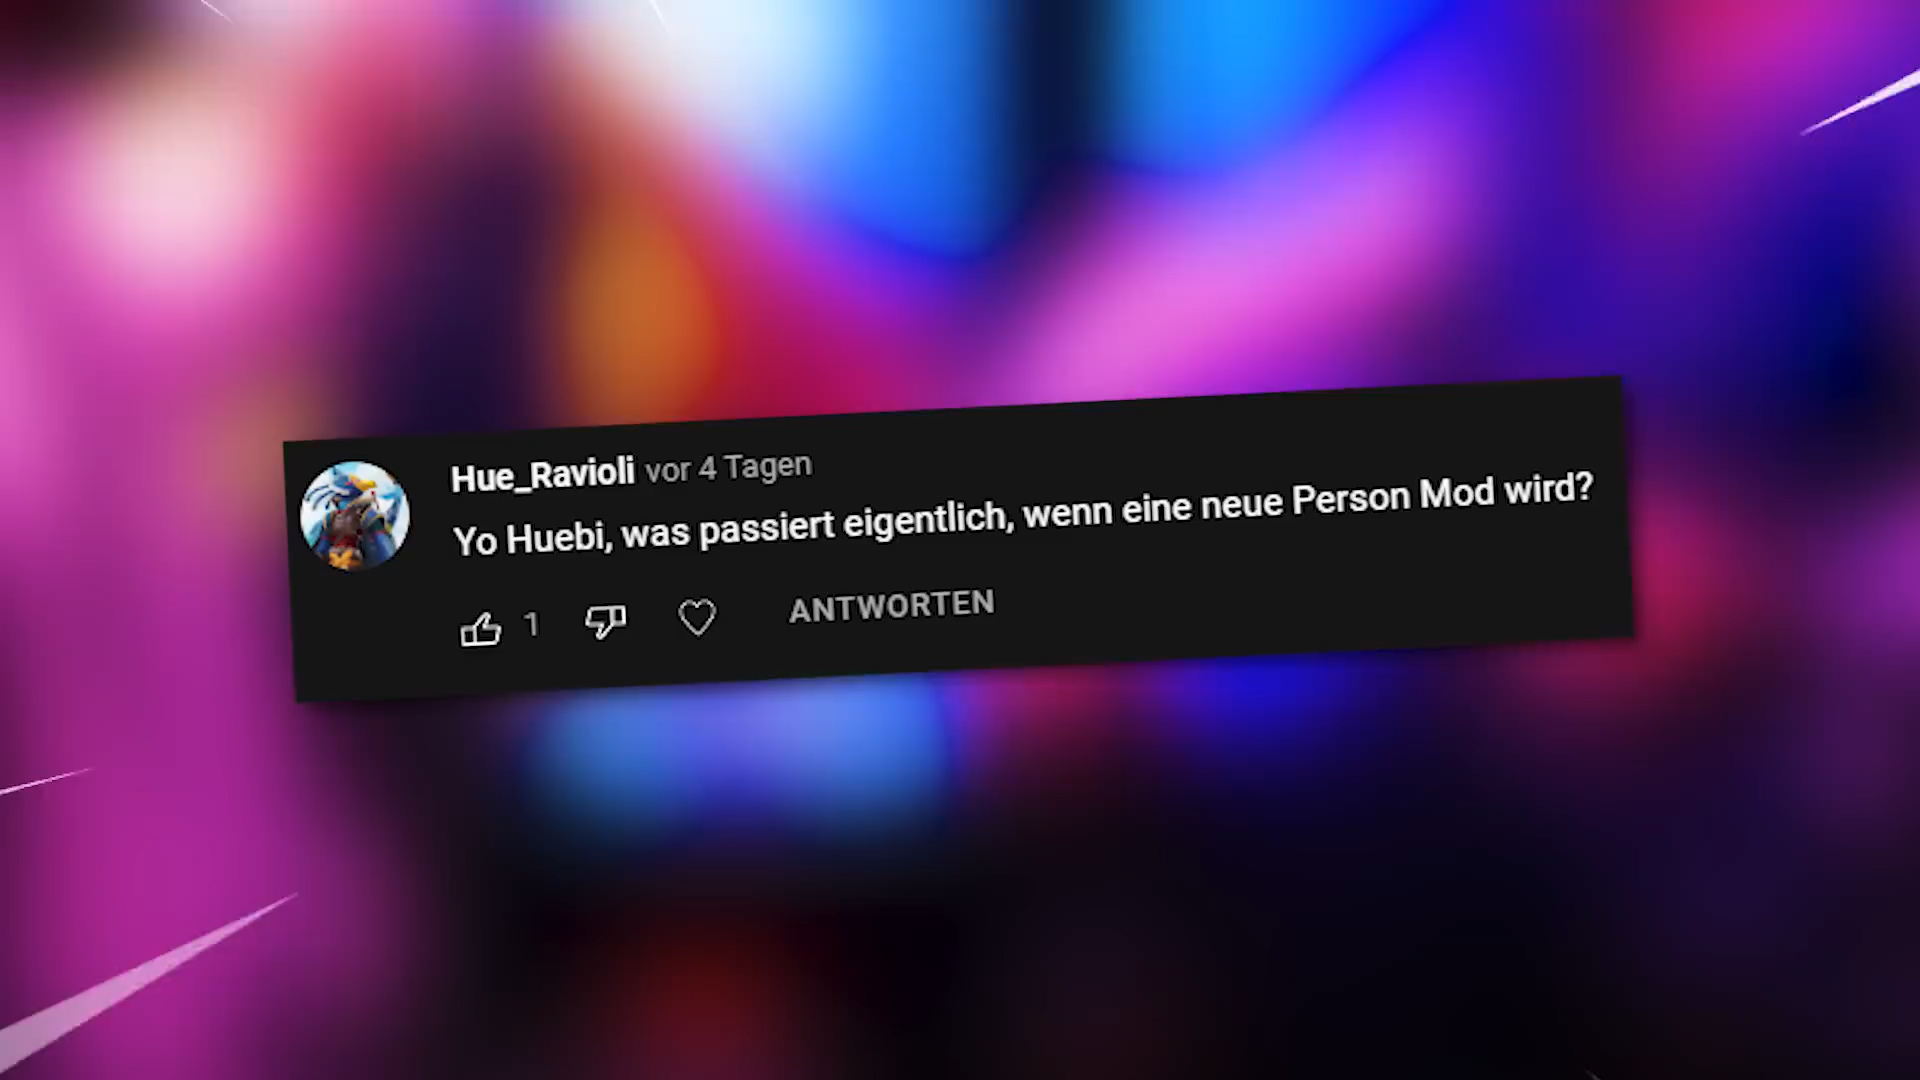 Hue_Ravioli vor 4 Tagen
Yo Huebi, was passiert eigentlich, wenn eine neue Person Mod wird?
1 ANTWORTEN